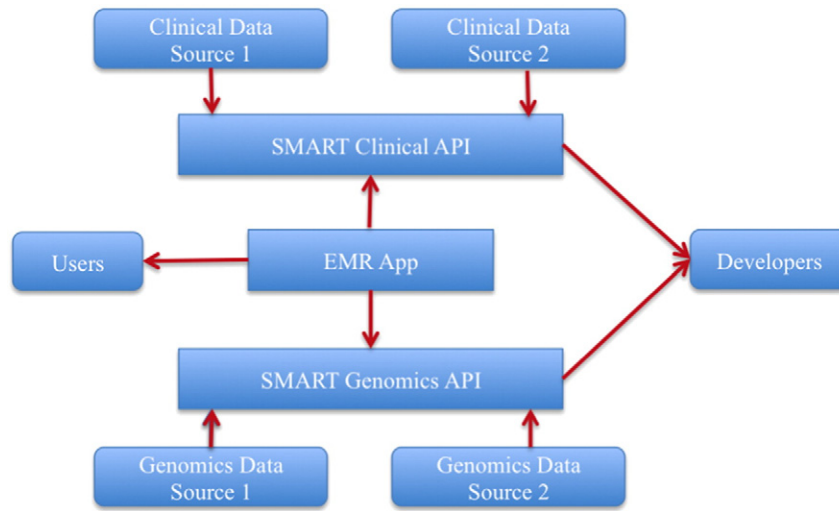 Clinical Data
Source 1
Clinical Data
Source 2
SMART Clinical API
Users
EMR App
Developers
SMART Genomics API
Genomics Data
Source 1
Genomics Data
Source 2